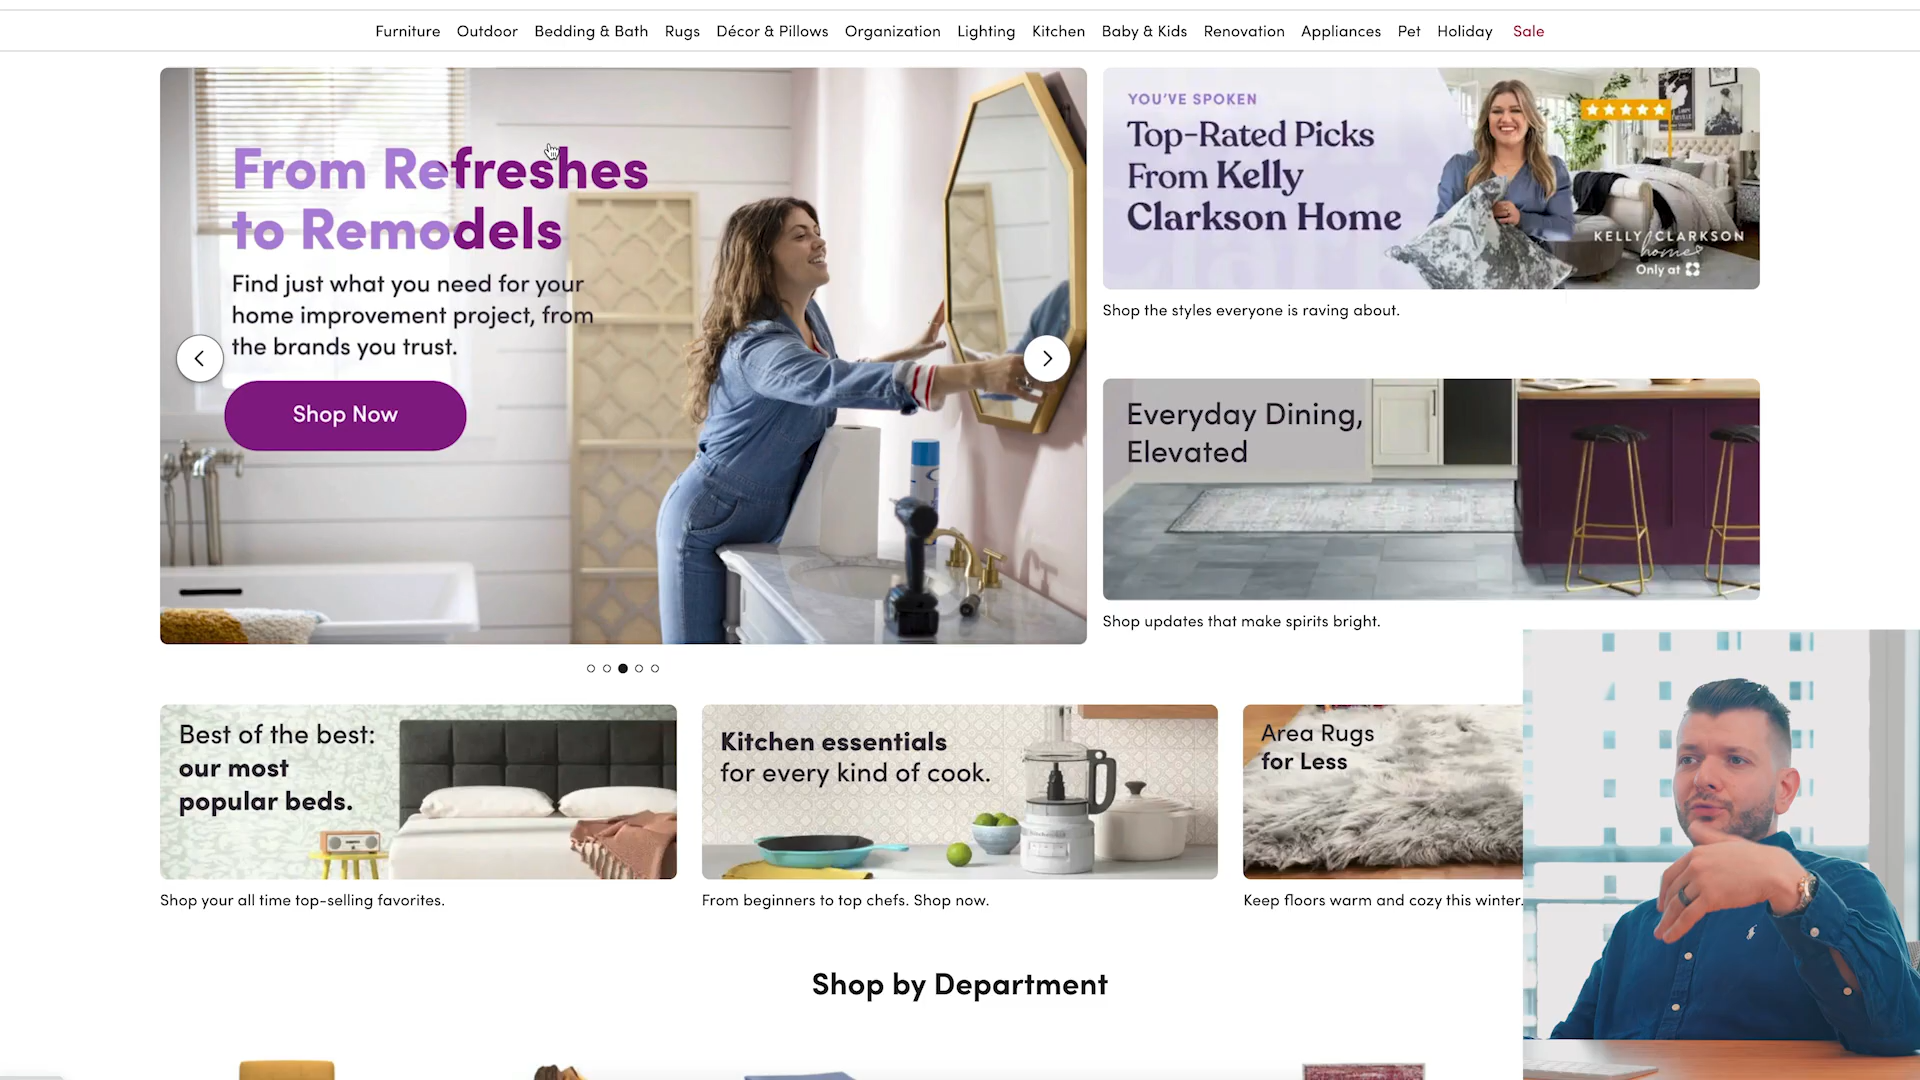 Furniture Outdoor Bedding & Bath Rugs Décor & Pillows Organization Lighting Kitchen Baby & Kids Renovation Appliances Pet Holiday Sale
From Refreshes
to Remodels
Find just what you need for your
home improvement project, from
the brands you trust.
Shop Now
YOU'VE SPOKEN
Top-Rated Picks
From Kelly
Clarkson Home
KELLY CLARKSON
home
Only at
Shop the styles everyone is raving about.
Everyday Dining,
Elevated
Shop updates that make spirits bright.
Best of the best:
our most
popular beds.
Shop your all time top-selling favorites.
Kitchen essentials
for every kind of cook.
From beginners to top chefs. Shop now.
Area Rugs
for Less
Keep floors warm and cozy this winter.
Shop by Department